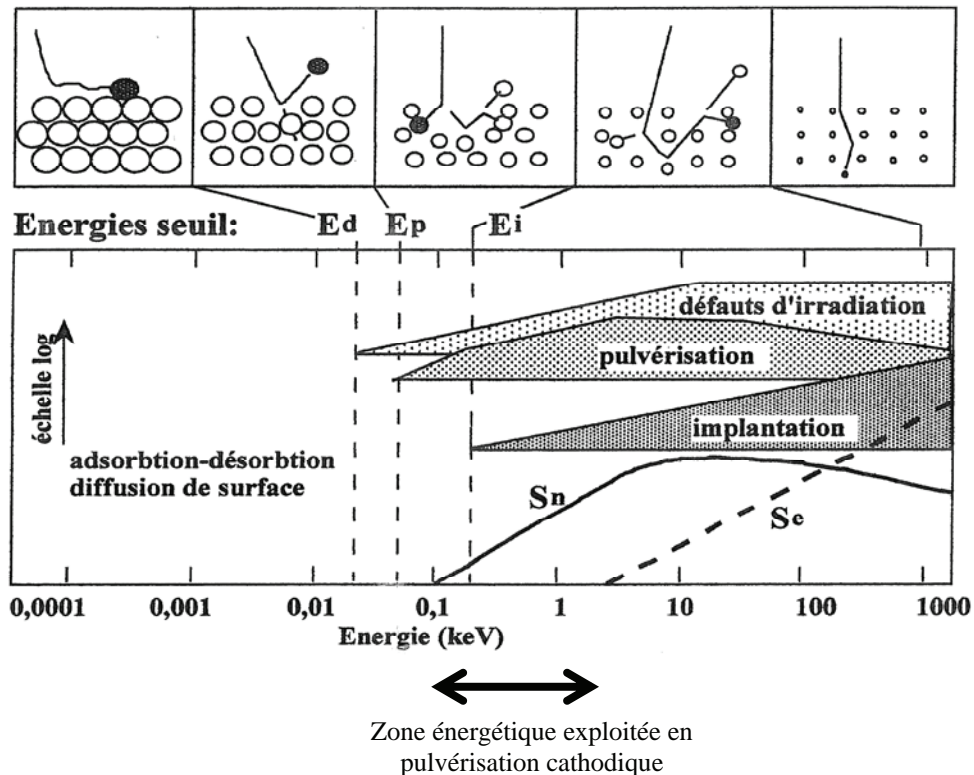 Energies seuil: Ed Ep Ei
défauts d'irradiation
pulvérisation
implantation
échelle log
adsorbtion-désorbtion
diffusion de surface
Sn
Se
0,0001 0,001 0,01 0,1 1 10 100 1000
Energie (keV)
Zone énergétique exploitée en
pulvérisation cathodique